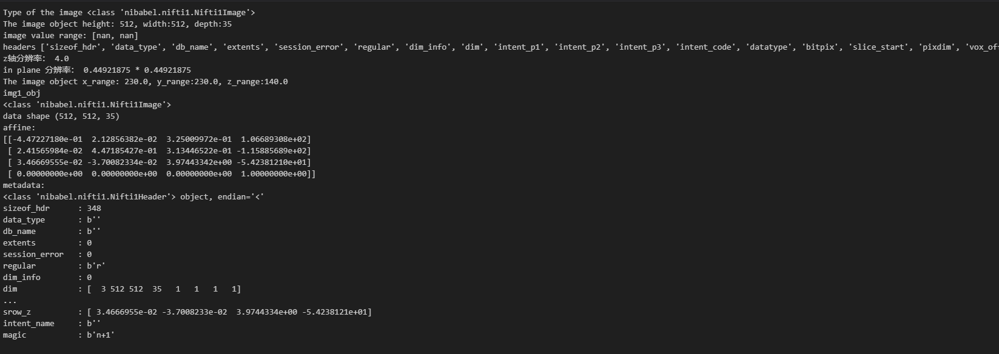 Type of the image <class 'nibabel.nifti1.Nifti1Image'>
The image object height: 512, width:512, depth:35
image value range: [nan, nan]
headers ['sizeof_hdr', 'data_type', 'db_name', 'extents', 'session_error', 'regular', 'dim_info', 'dim', 'intent_p1', 'intent_p2', 'intent_p3', 'intent_code', 'datatype', 'bitpix', 'slice_start', 'pixdim', 'vox_of
z轴分辨率:  4.0
in plane 分辨率:  0.44921875 * 0.44921875
The image object x_range: 230.0, y_range:230.0, z_range:140.0
img1_obj
<class 'nibabel.nifti1.Nifti1Image'>
data shape (512, 512, 35)
affine:
[[-4.47227180e-01  2.12856382e-02  3.25009972e-01  1.06689308e+02]
 [ 2.41565984e-02  4.47185427e-01  3.13446522e-01 -1.15885689e+02]
 [ 3.46669555e-02 -3.70082334e-02  3.97443342e+00 -5.42381210e+01]
 [ 0.00000000e+00  0.00000000e+00  0.00000000e+00  1.00000000e+00]]
metadata:
<class 'nibabel.nifti1.Nifti1Header'> object, endian='<'
sizeof_hdr      : 348
data_type       : b''
db_name         : b''
extents         : 0
session_error   : 0
regular         : b'r'
dim_info        : 0
dim             : [  3 512 512  35   1   1   1   1]
...
srow_z          : [ 3.4666955e-02 -3.7008233e-02  3.9744334e+00 -5.4238121e+01]
intent_name     : b''
magic           : b'n+1'